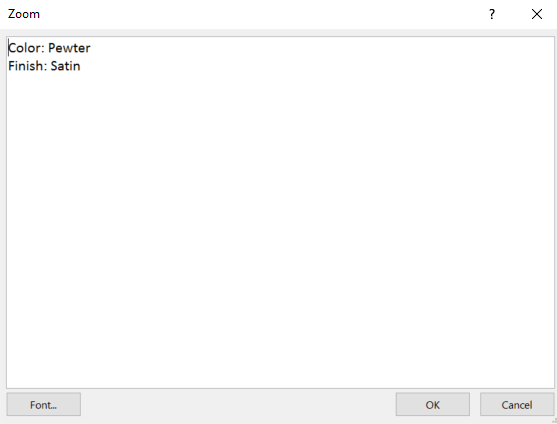 Zoom
?
Color: Pewter
Finish: Satin
Font...
OK
Cancel